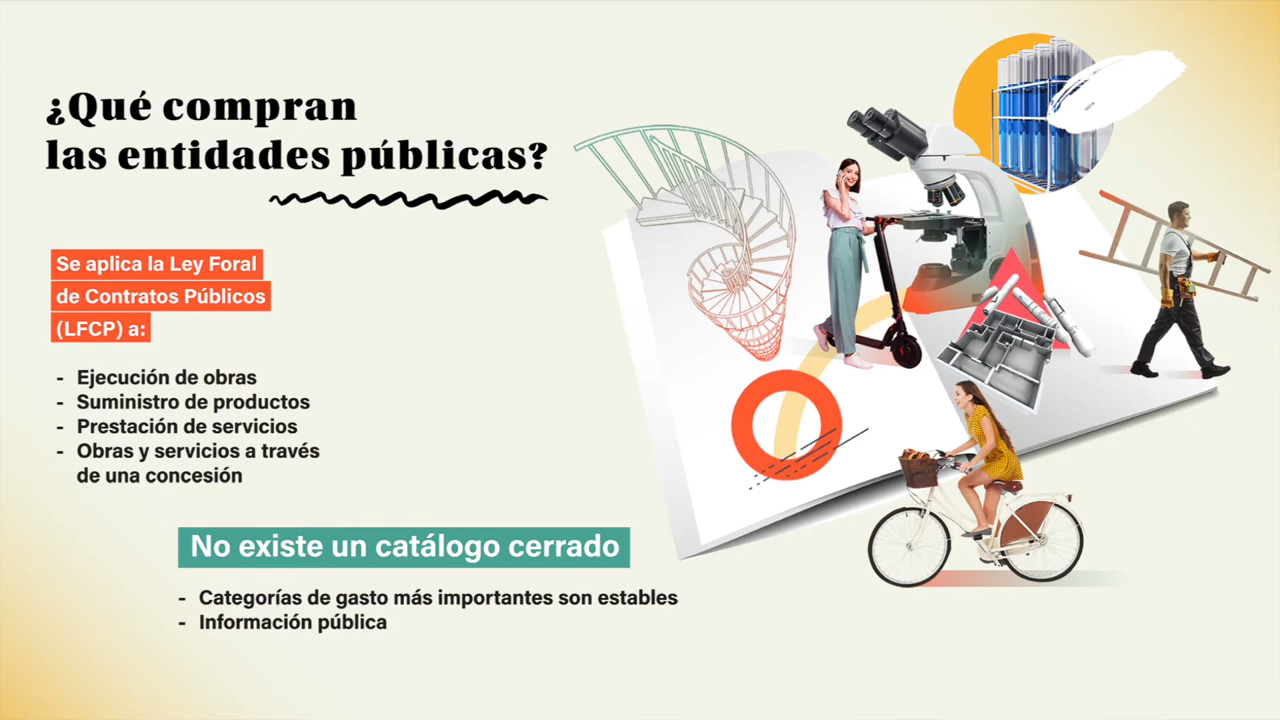 ¿Qué compran
las entidades públicas?
Se aplica la Ley Foral
de Contratos Públicos
(LFCP) a:
- Ejecución de obras
- Suministro de productos
- Prestación de servicios
- Obras y servicios a través
de una concesión
No existe un catálogo cerrado
- Categorías de gasto más importantes son estables
- Información pública